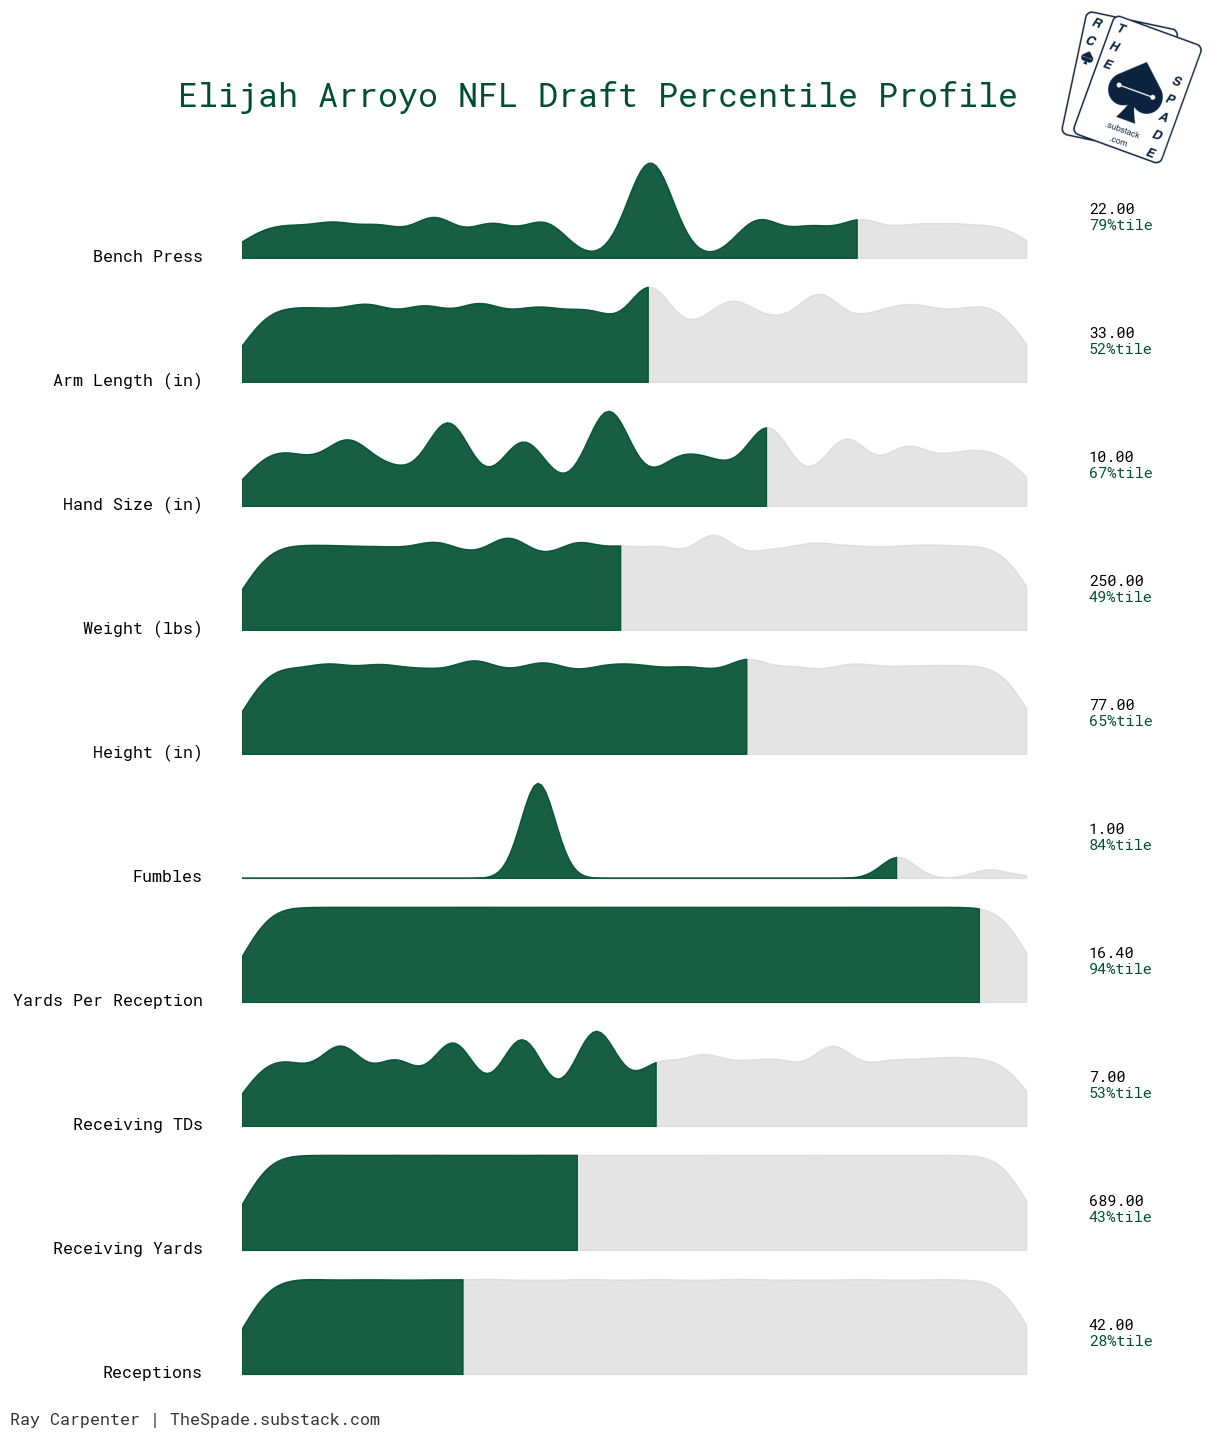 R
C
T
H
E
S
P
A
D
E
.substack
.com
Elijah Arroyo NFL Draft Percentile Profile
Bench Press
22.00
79%tile
Arm Length (in)
33.00
52%tile
Hand Size (in)
10.00
67%tile
Weight (lbs)
250.00
49%tile
Height (in)
77.00
65%tile
Fumbles
1.00
84%tile
Yards Per Reception
16.40
94%tile
Receiving TDs
7.00
53%tile
Receiving Yards
689.00
43%tile
Receptions
42.00
28%tile
Ray Carpenter | TheSpade.substack.com